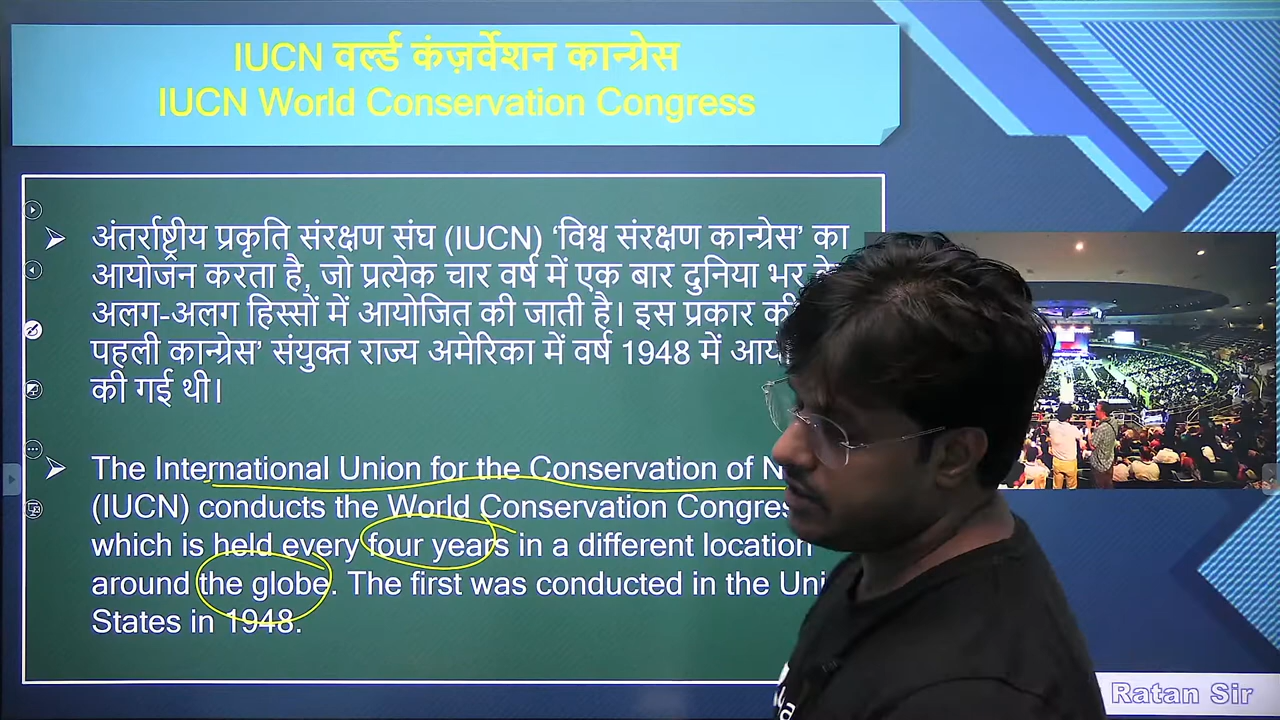 IUCN वर्ल्ड कंज़र्वेशन कान्ग्रेस
IUCN World Conservation Congress
अंतर्राष्ट्रीय प्रकृति संरक्षण संघ (IUCN) ‘विश्व संरक्षण कान्ग्रेस’ का
आयोजन करता है, जो प्रत्येक चार वर्ष में एक बार दुनिया भर
अलग-अलग हिस्सों में आयोजित की जाती है। इस प्रकार की
पहली कान्ग्रेस’ संयुक्त राज्य अमेरिका में वर्ष 1948 में
की गई थी।
The International Union for the Conservation of
(IUCN) conducts the World Conservation
which is held every four years in a different location
around the globe. The first was conducted in the
States in 1948.
Ratan Sir